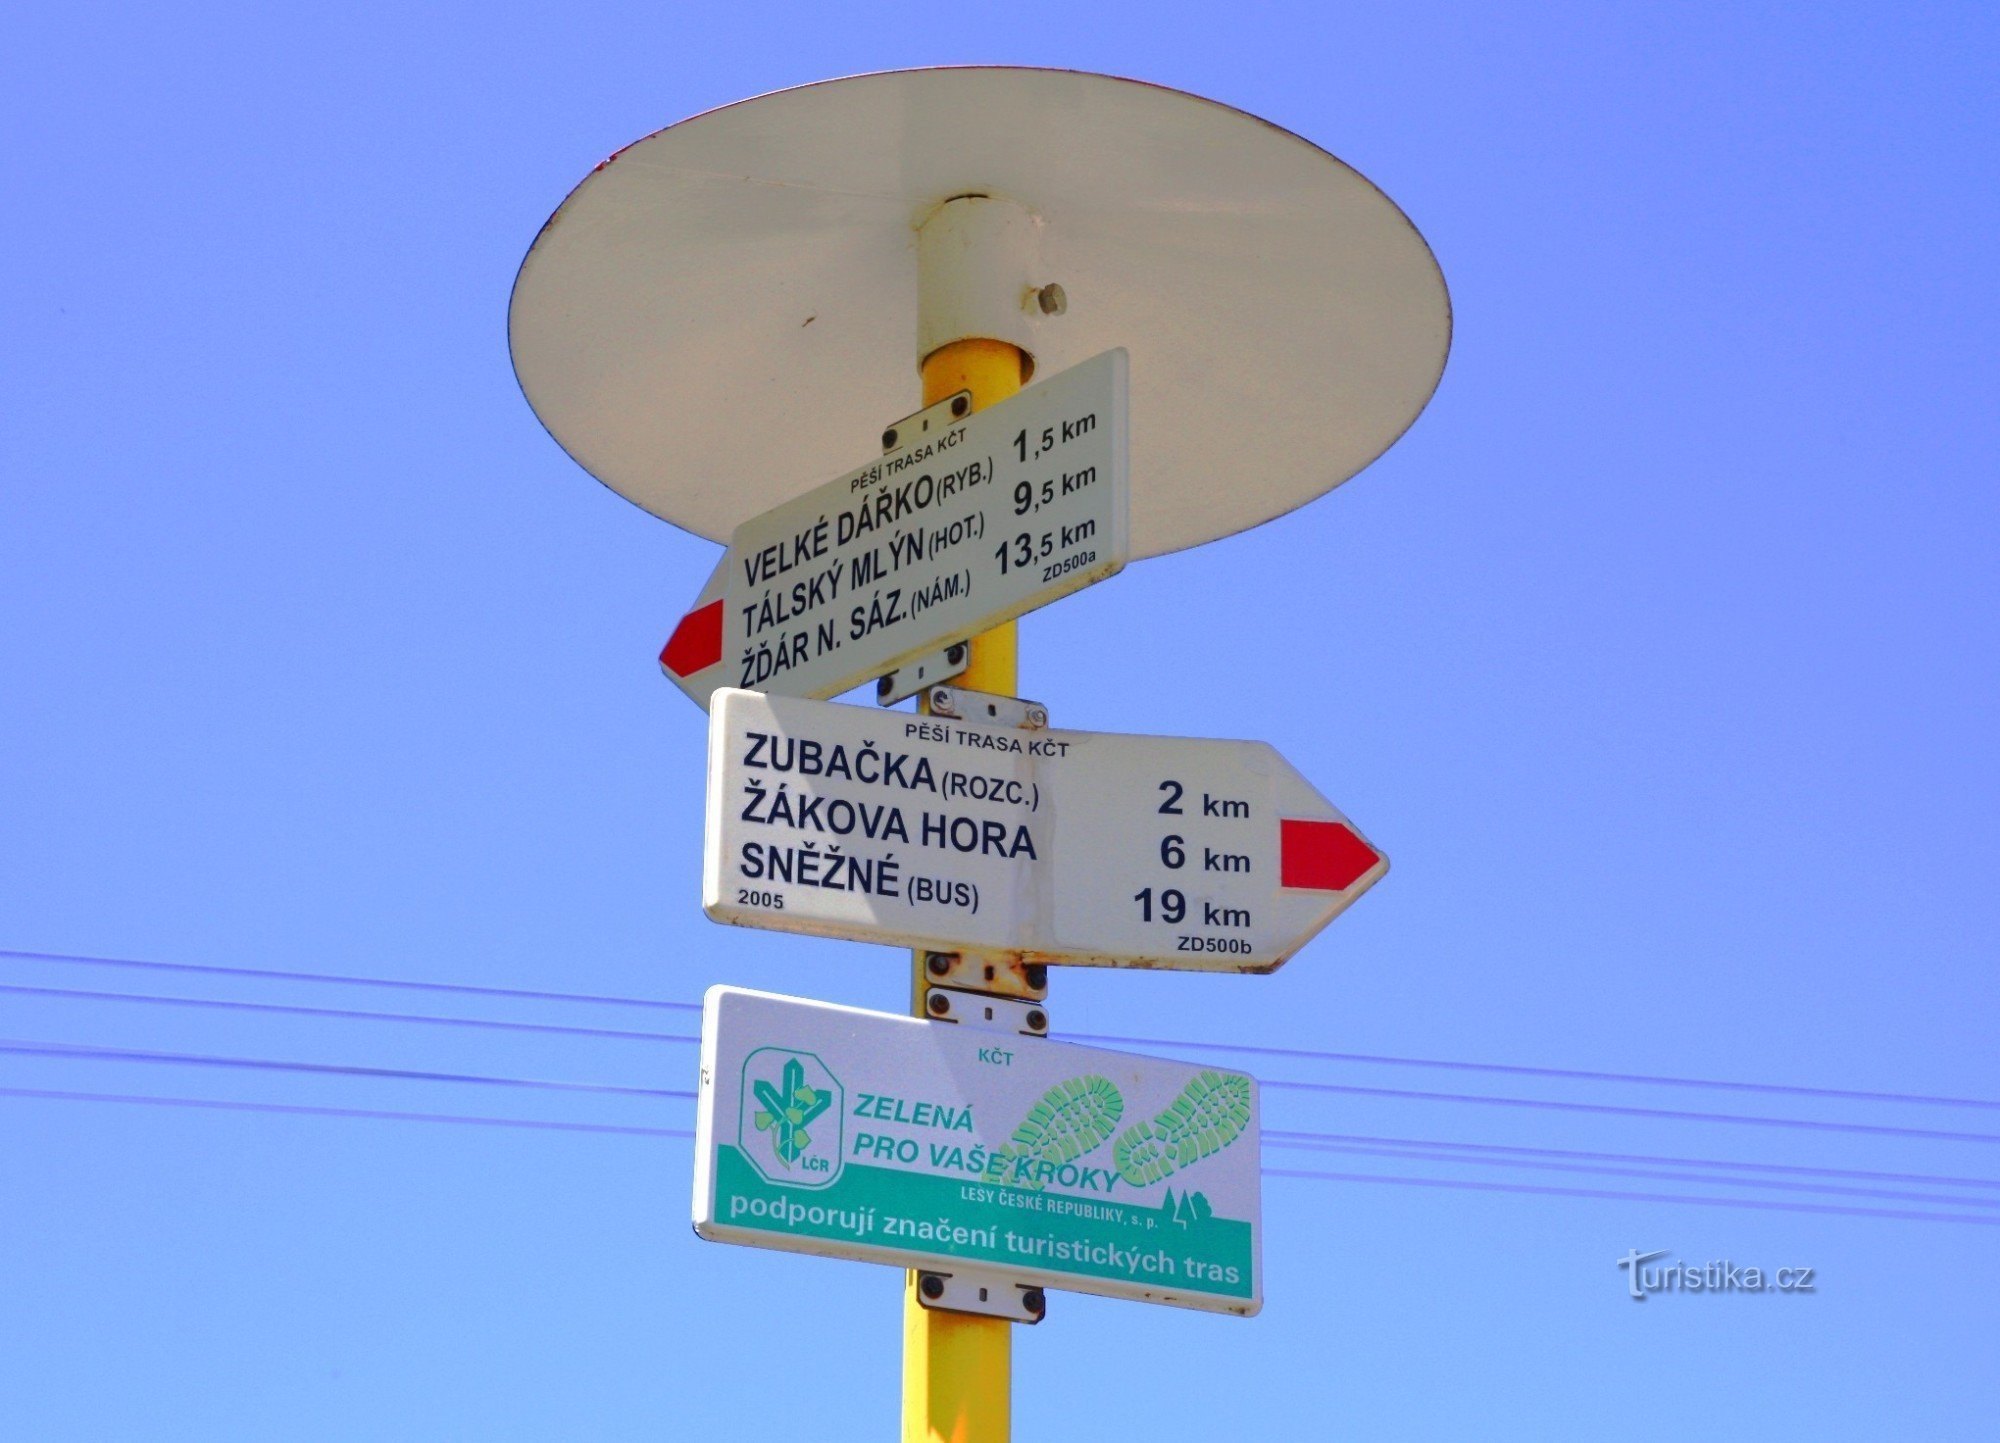 PĚŠÍ TRASA KČT
VELKÉ DÁŘKO (RYB.) 1,5 km
TÁLSKÝ MLÝN (HOT.) 9,5 km
ŽĎÁR N. SÁZ. (NÁM.) 13,5 km
ZD500a
PĚŠÍ TRASA KČT
ZUBAČKA (ROZC.) 2 km
ŽÁKOVA HORA 6 km
SNĚŽNÉ (BUS) 19 km
2005 ZD500b
KČT
LČR
ZELENÁ
PRO VAŠE KROKY
LESY ČESKÉ REPUBLIKY, s. p.
podporují značení turistických tras
Turistika.cz